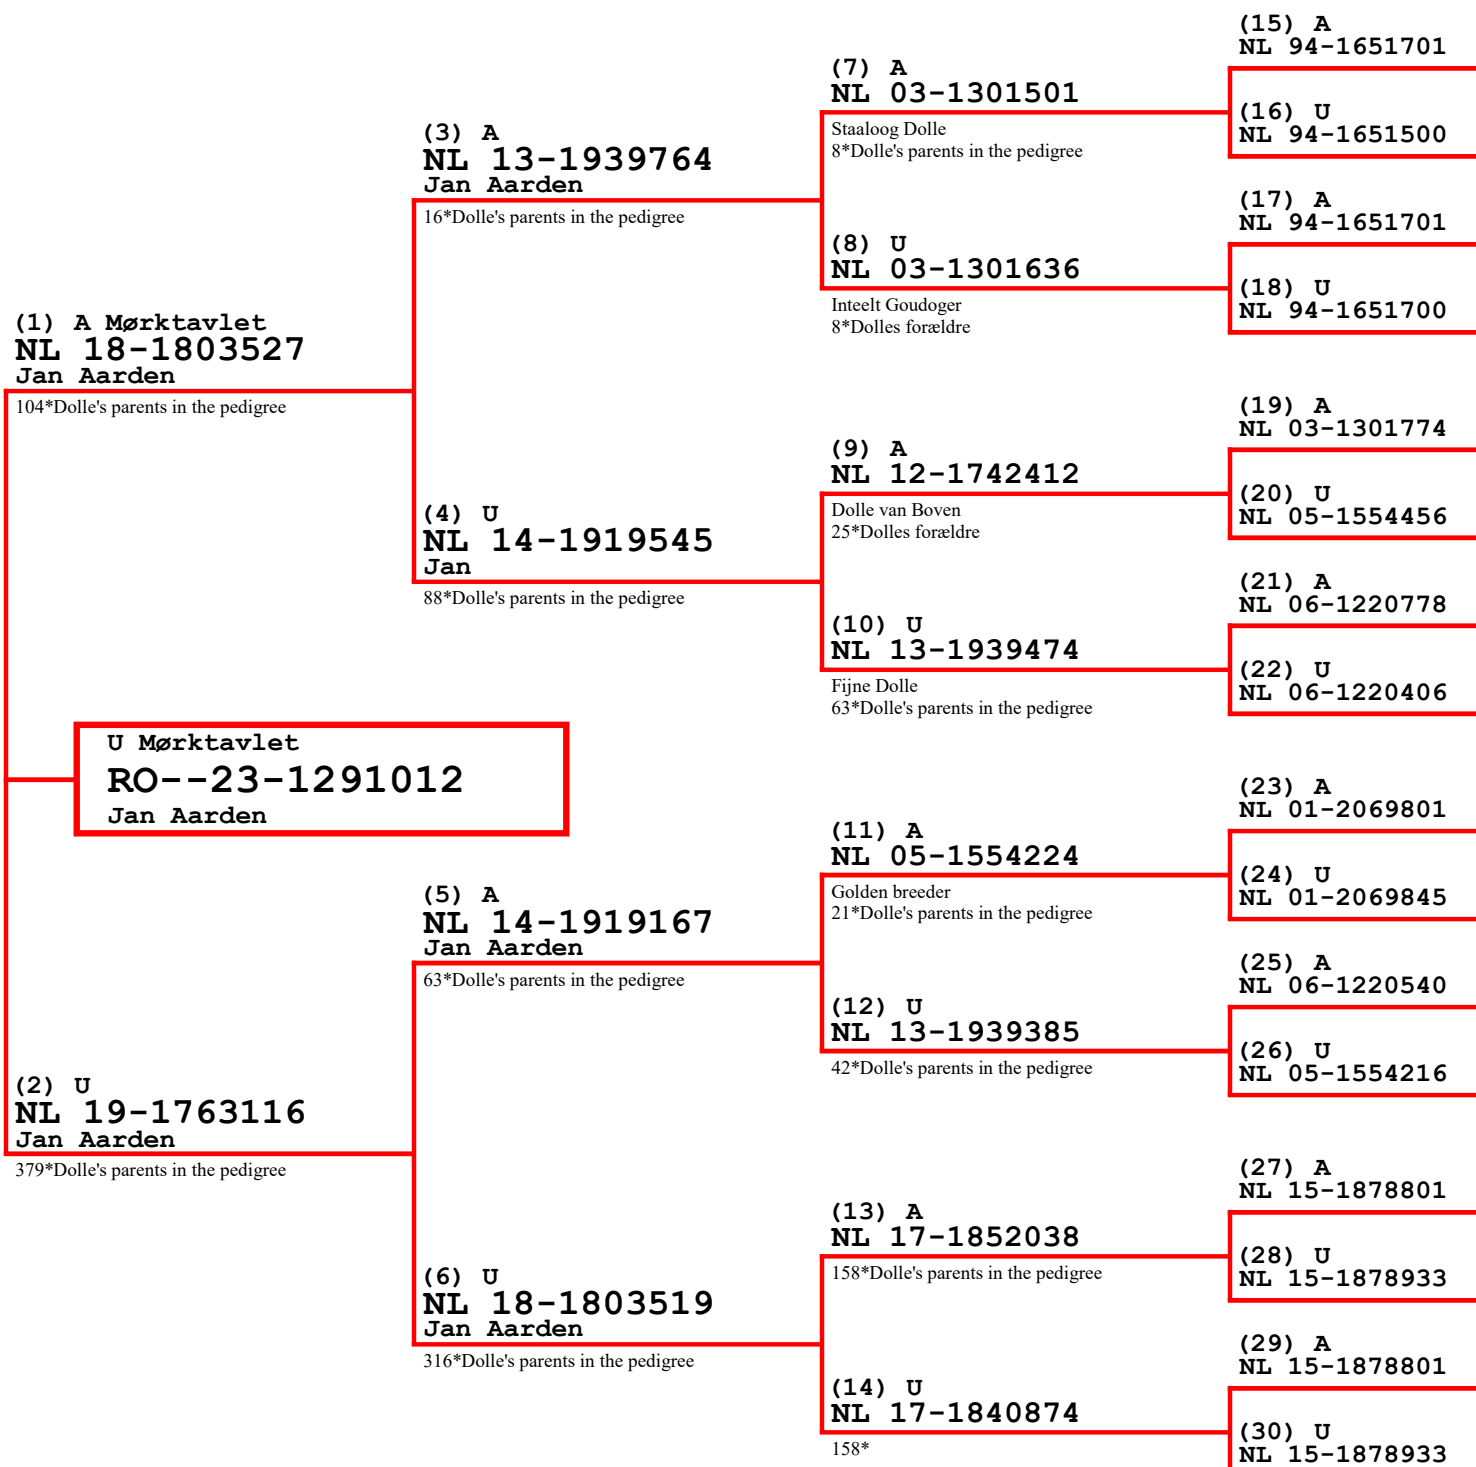 (1) A Mørktavlet
NL 18-1803527
Jan Aarden
104*Dolle's parents in the pedigree
U Mørktavlet
RO--23-1291012
Jan Aarden
(2) U
NL 19-1763116
Jan Aarden
379*Dolle's parents in the pedigree
(3) A
NL 13-1939764
Jan Aarden
16*Dolle's parents in the pedigree
(4) U
NL 14-1919545
Jan
88*Dolle's parents in the pedigree
(5) A
NL 14-1919167
Jan Aarden
63*Dolle's parents in the pedigree
(6) U
NL 18-1803519
Jan Aarden
316*Dolle's parents in the pedigree
(7) A
NL 03-1301501
Staaloog Dolle
8*Dolle's parents in the pedigree
(8) U
NL 03-1301636
Inteelt Goudoger
8*Dolles forældre
(9) A
NL 12-1742412
Dolle van Boven
25*Dolles forældre
(10) U
NL 13-1939474
Fijne Dolle
63*Dolle's parents in the pedigree
(11) A
NL 05-1554224
Golden breeder
21*Dolle's parents in the pedigree
(12) U
NL 13-1939385
42*Dolle's parents in the pedigree
(13) A
NL 17-1852038
158*Dolle's parents in the pedigree
(14) U
NL 17-1840874
158*
(15) A
NL 94-1651701
(16) U
NL 94-1651500
(17) A
NL 94-1651701
(18) U
NL 94-1651700
(19) A
NL 03-1301774
(20) U
NL 05-1554456
(21) A
NL 06-1220778
(22) U
NL 06-1220406
(23) A
NL 01-2069801
(24) U
NL 01-2069845
(25) A
NL 06-1220540
(26) U
NL 05-1554216
(27) A
NL 15-1878801
(28) U
NL 15-1878933
(29) A
NL 15-1878801
(30) U
NL 15-1878933